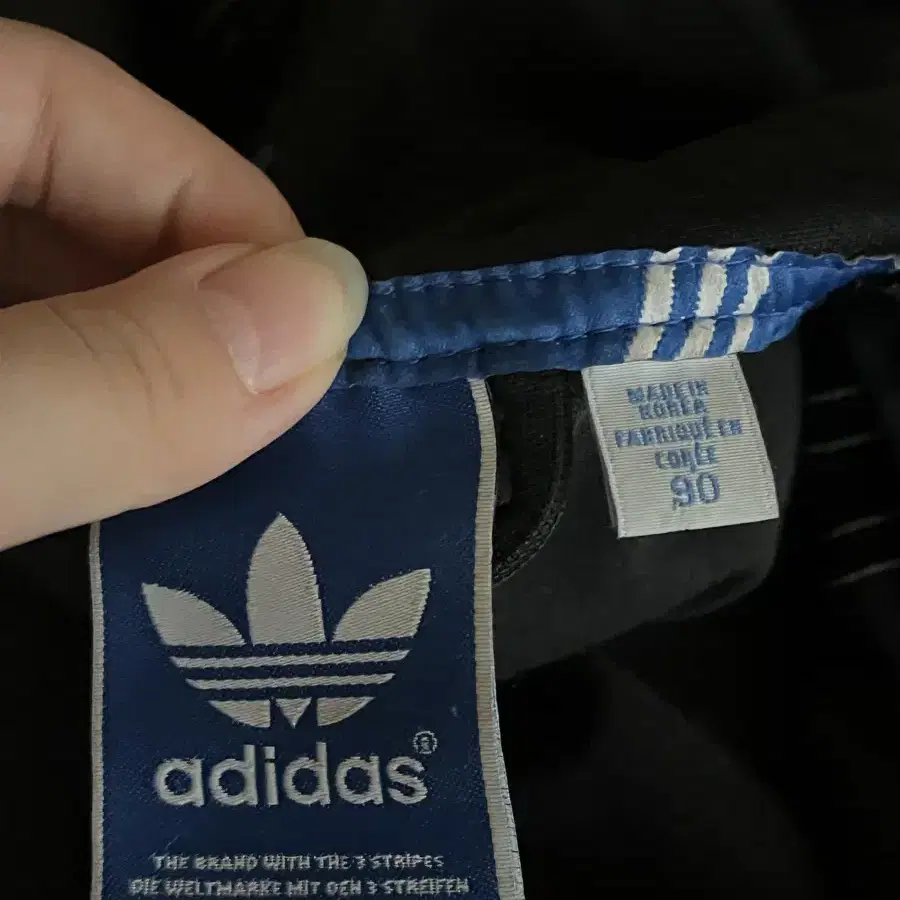 MADE IN
KOREA
FABRIQUÉ EN
CORÉE
90
adidas®
THE BRAND WITH THE 3 STRIPES
DIE WELTMARKE MIT DEN 3 STREIFEN